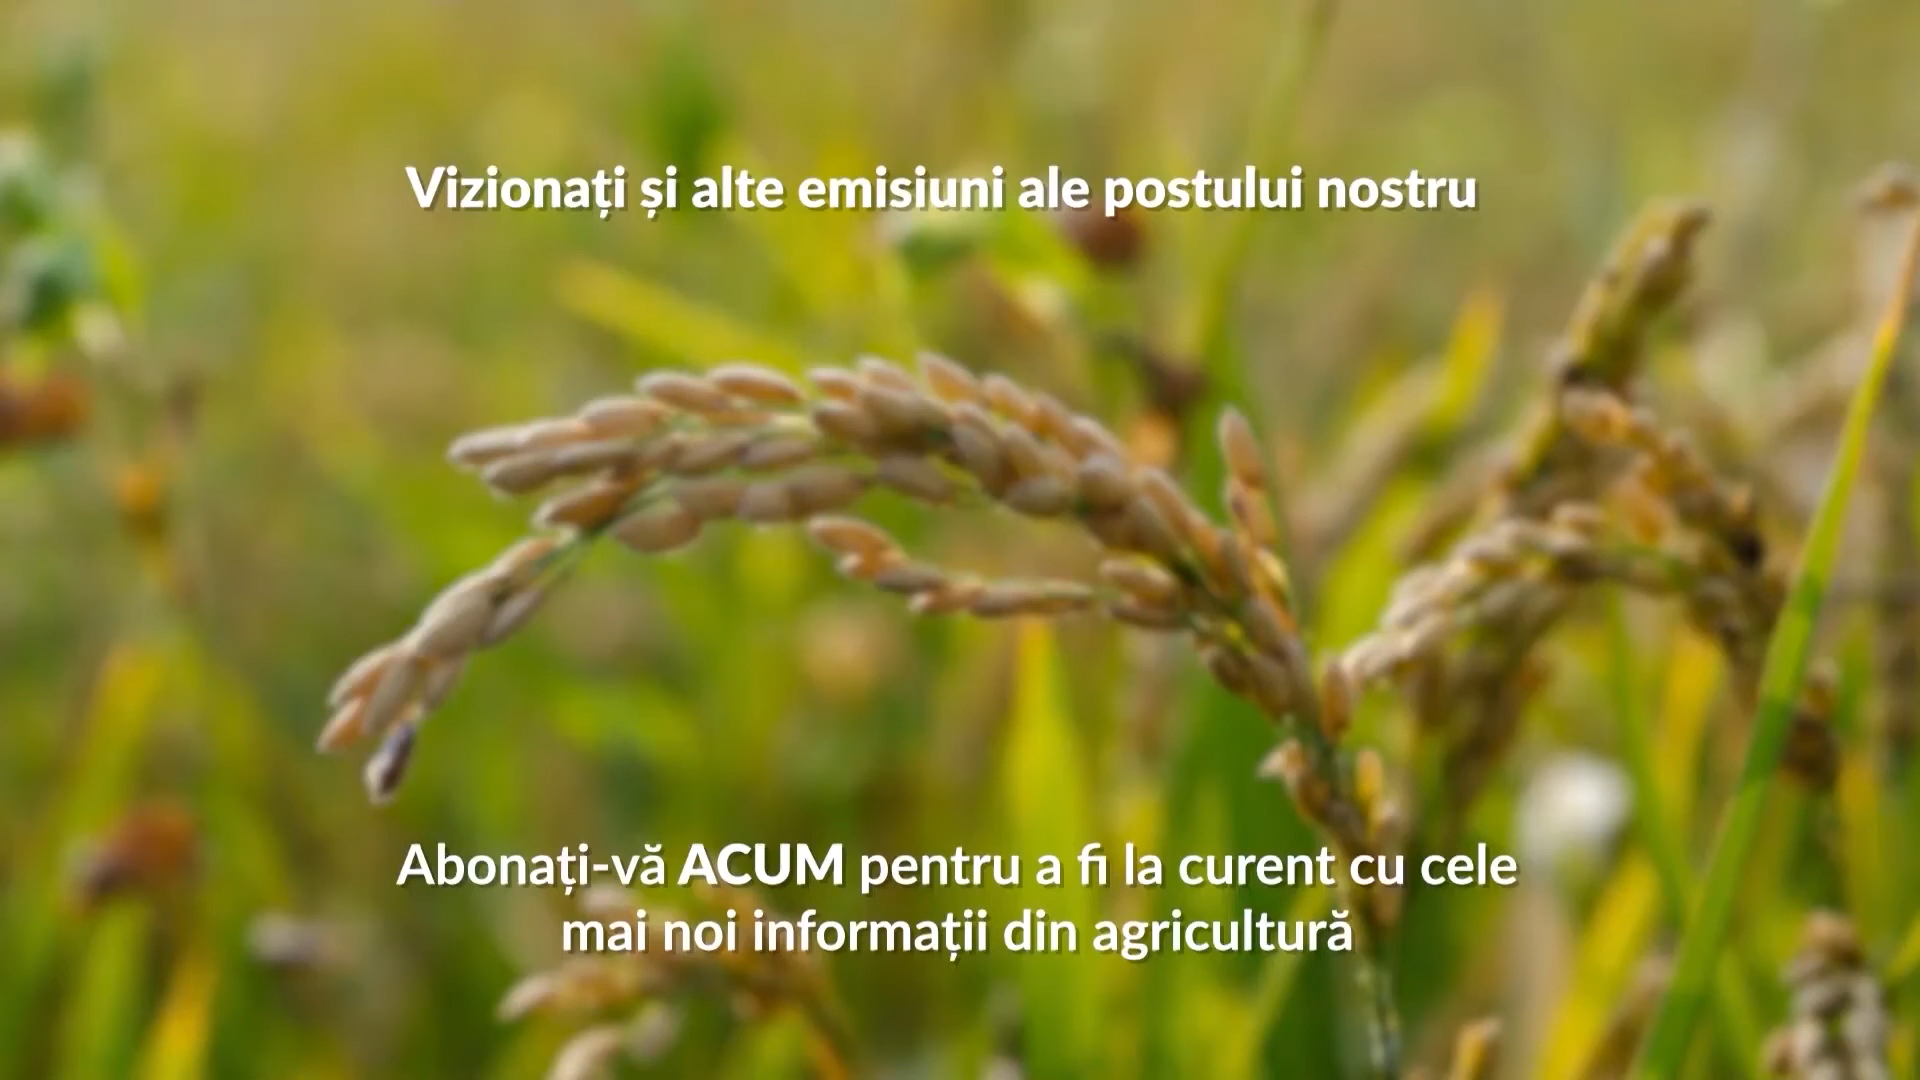 Vizionați și alte emisiuni ale postului nostru
Abonați-vă ACUM pentru a fi la curent cu cele
mai noi informații din agricultură